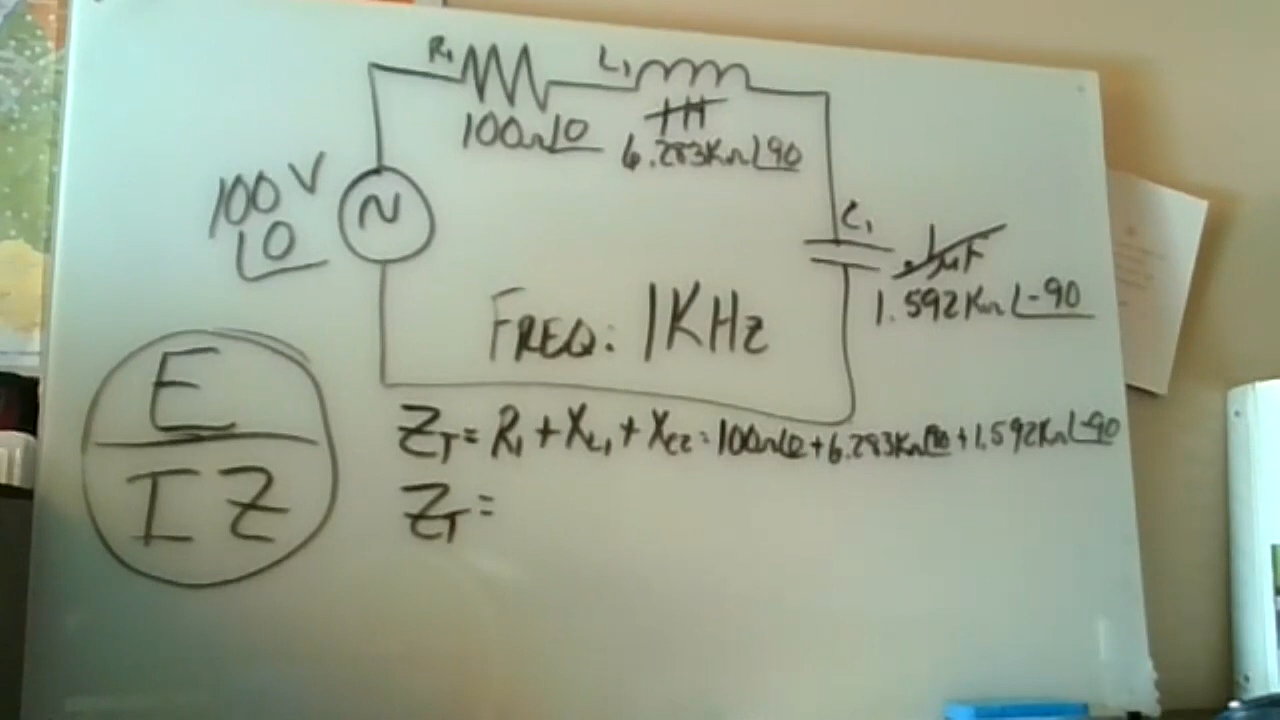 R1
L1
100Ω∠0
1H
6.283KΩ∠90
100V
∠0
C1
.1µF
1.592KΩ∠-90
FREQ: 1KHz
E
I Z
ZT = R1 + XL1 + XC2 = 100Ω∠0 + 6.283KΩ∠90 + 1.592KΩ∠-90
ZT =